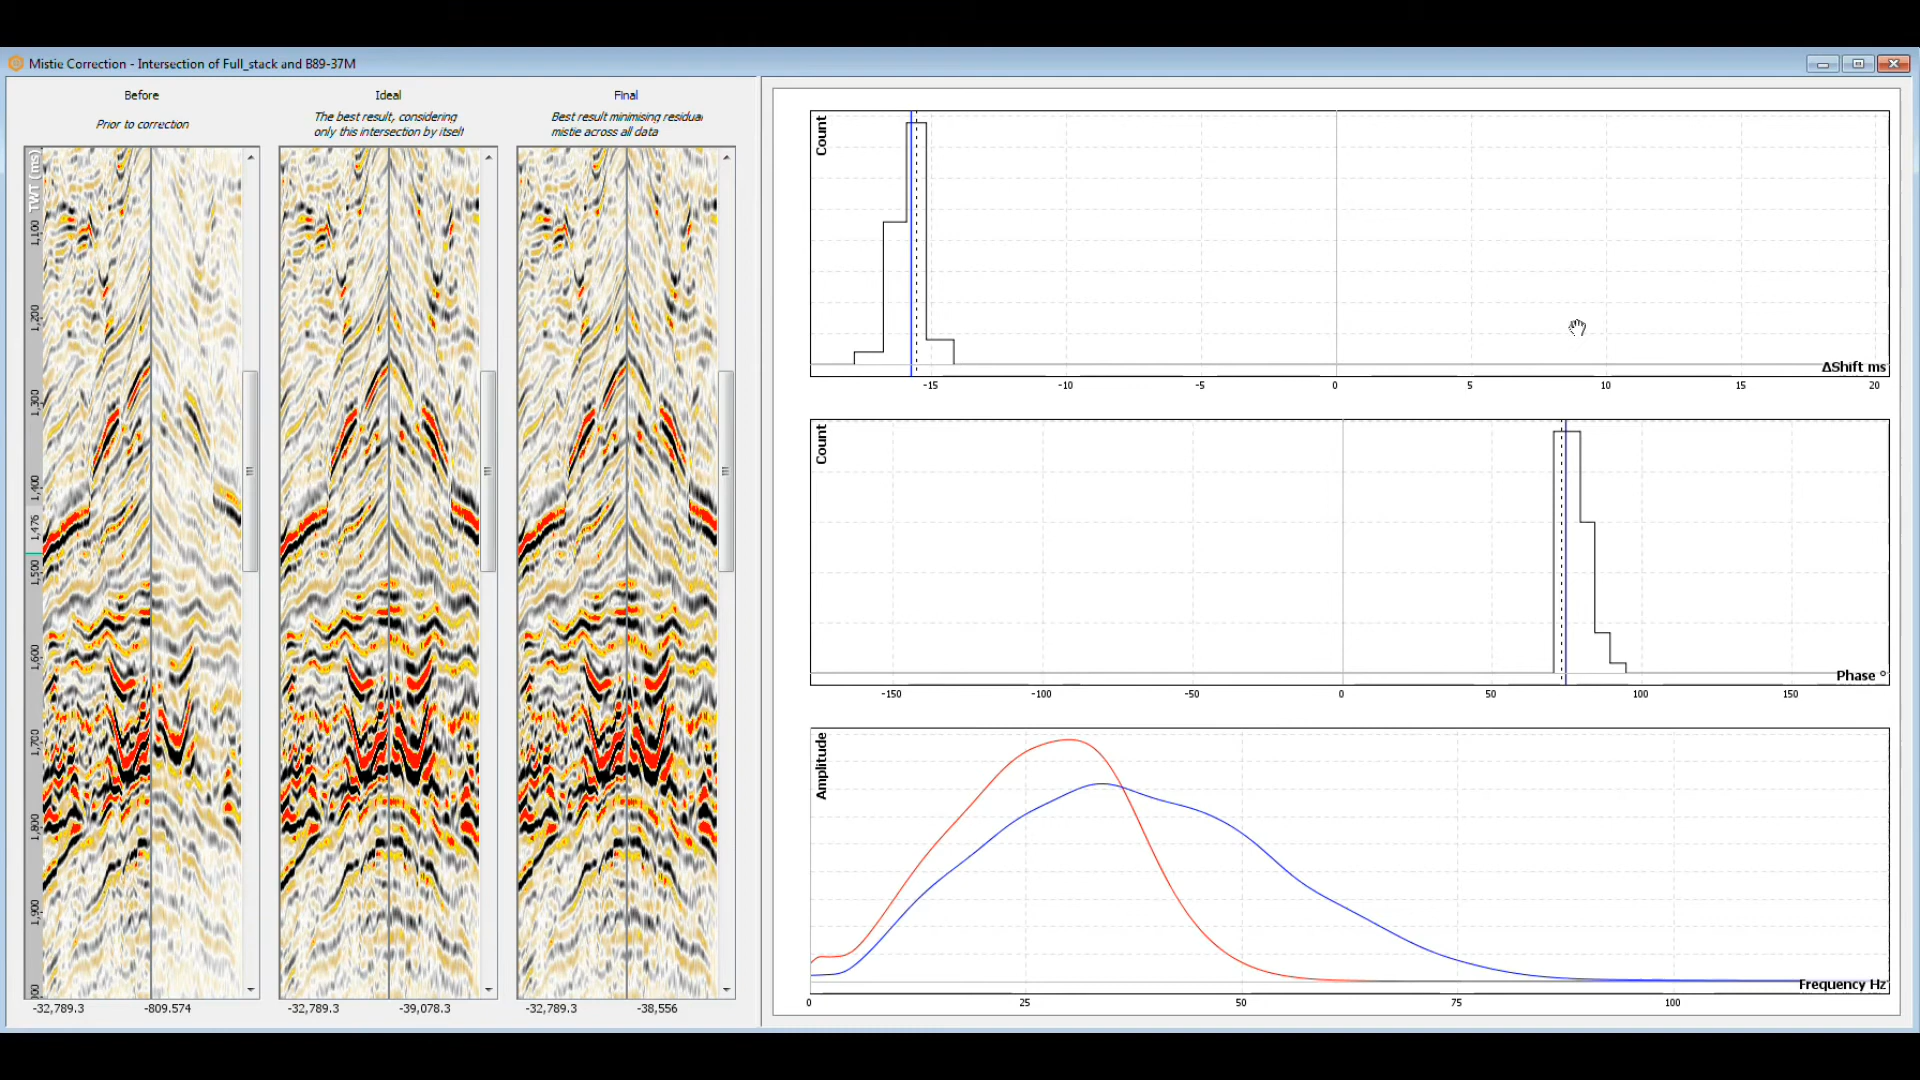 Mistie Correction - Intersection of Full_stack and B89-37M
Before
Prior to correction
Ideal
The best result, considering
only this intersection by itself
Final
Best result minimising residual
mistie across all data
TWT (ms)
1,100
1,200
1,300
1,400
1,476
1,500
1,600
1,700
1,800
1,900
-32,789.3
-809.574
-32,789.3
-39,078.3
-32,789.3
-38,556
Count
ΔShift ms
-15
-10
-5
0
5
10
15
20
Count
Phase °
-150
-100
-50
0
50
100
150
Amplitude
Frequency Hz
0
25
50
75
100